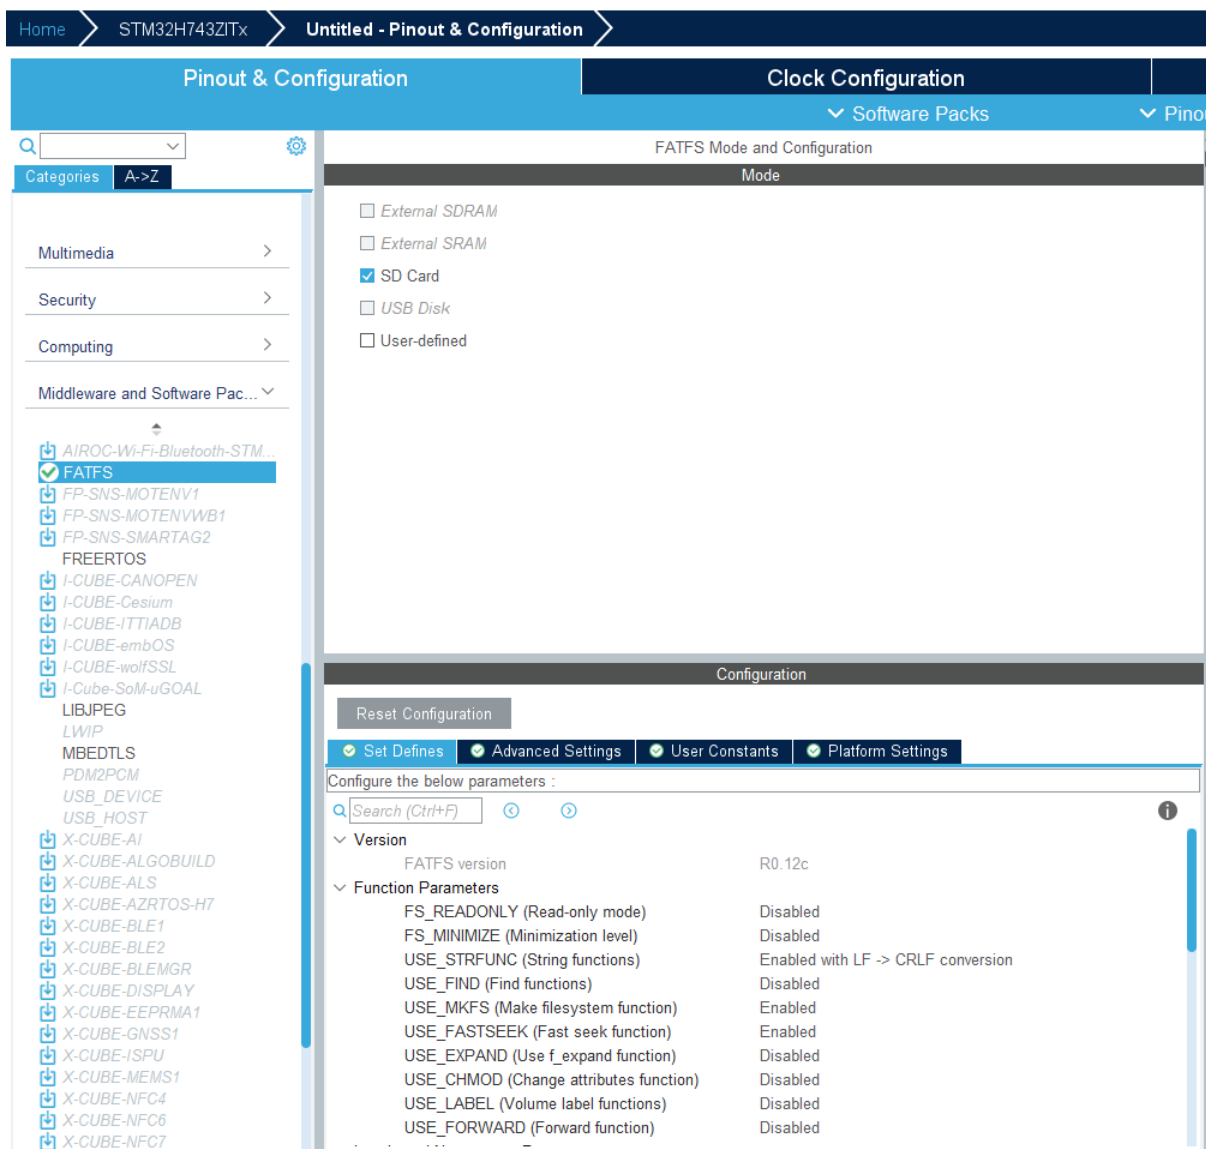 Home STM32H743ZITx Untitled - Pinout & Configuration
Pinout & Configuration Clock Configuration
Software Packs Pino
Categories A->Z
FATFS Mode and Configuration
Mode
External SDRAM
External SRAM
SD Card
USB Disk
User-defined
Multimedia
Security
Computing
Middleware and Software Pac...
AIROC-Wi-Fi-Bluetooth-STM...
FATFS
FP-SNS-MOTENV1
FP-SNS-MOTENVWB1
FP-SNS-SMARTAG2
FREERTOS
I-CUBE-CANOPEN
I-CUBE-Cesium
I-CUBE-ITTIADB
I-CUBE-embOS
I-CUBE-wolfSSL
I-Cube-SoM-uGOAL
LIBJPEG
LWIP
MBEDTLS
PDM2PCM
USB_DEVICE
USB_HOST
X-CUBE-AI
X-CUBE-ALGOBUILD
X-CUBE-ALS
X-CUBE-AZRTOS-H7
X-CUBE-BLE1
X-CUBE-BLE2
X-CUBE-BLEMGR
X-CUBE-DISPLAY
X-CUBE-EEPRMA1
X-CUBE-GNSS1
X-CUBE-ISPU
X-CUBE-MEMS1
X-CUBE-NFC4
X-CUBE-NFC6
X-CUBE-NFC7
Configuration
Reset Configuration
Set Defines Advanced Settings User Constants Platform Settings
Configure the below parameters :
Search (Ctrl+F)
Version
FATFS version R0.12c
Function Parameters
FS_READONLY (Read-only mode) Disabled
FS_MINIMIZE (Minimization level) Disabled
USE_STRFUNC (String functions) Enabled with LF -> CRLF conversion
USE_FIND (Find functions) Disabled
USE_MKFS (Make filesystem function) Enabled
USE_FASTSEEK (Fast seek function) Enabled
USE_EXPAND (Use f_expand function) Disabled
USE_CHMOD (Change attributes function) Disabled
USE_LABEL (Volume label functions) Disabled
USE_FORWARD (Forward function) Disabled